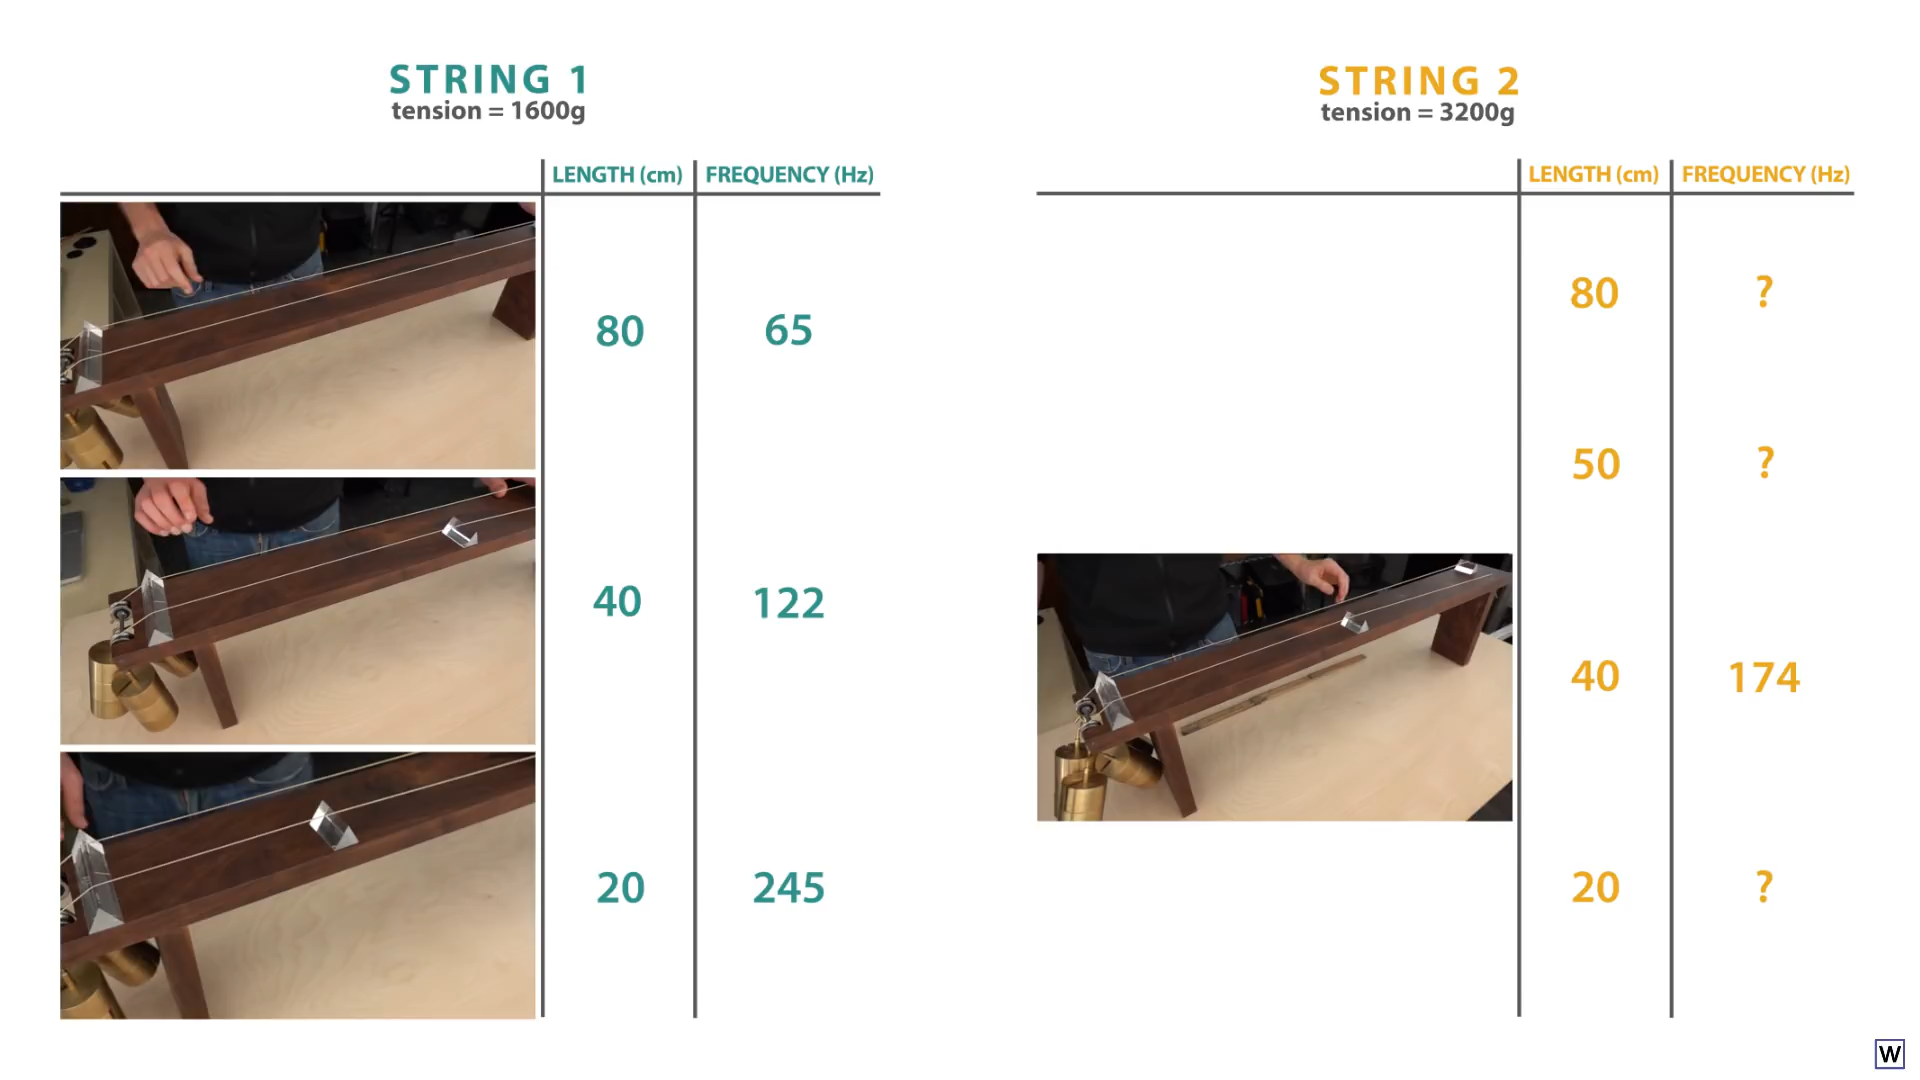 STRING 1
tension = 1600g
LENGTH (cm) FREQUENCY (Hz)
80 65
40 122
20 245
STRING 2
tension = 3200g
LENGTH (cm) FREQUENCY (Hz)
80 ?
50 ?
40 174
20 ?
W